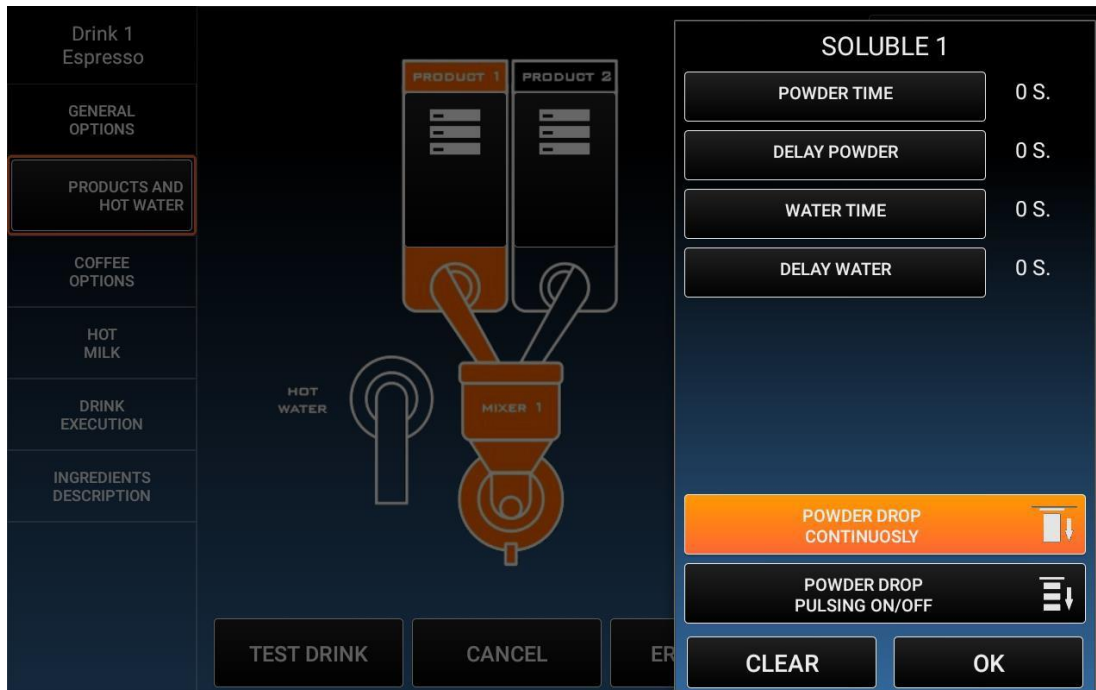 Drink 1
Espresso
GENERAL
OPTIONS
PRODUCTS AND
HOT WATER
COFFEE
OPTIONS
HOT
MILK
DRINK
EXECUTION
INGREDIENTS
DESCRIPTION
PRODUCT 1
PRODUCT 2
HOT
WATER
MIXER 1
TEST DRINK
CANCEL
ER
SOLUBLE 1
POWDER TIME 0 S.
DELAY POWDER 0 S.
WATER TIME 0 S.
DELAY WATER 0 S.
POWDER DROP
CONTINUOSLY
POWDER DROP
PULSING ON/OFF
CLEAR
OK